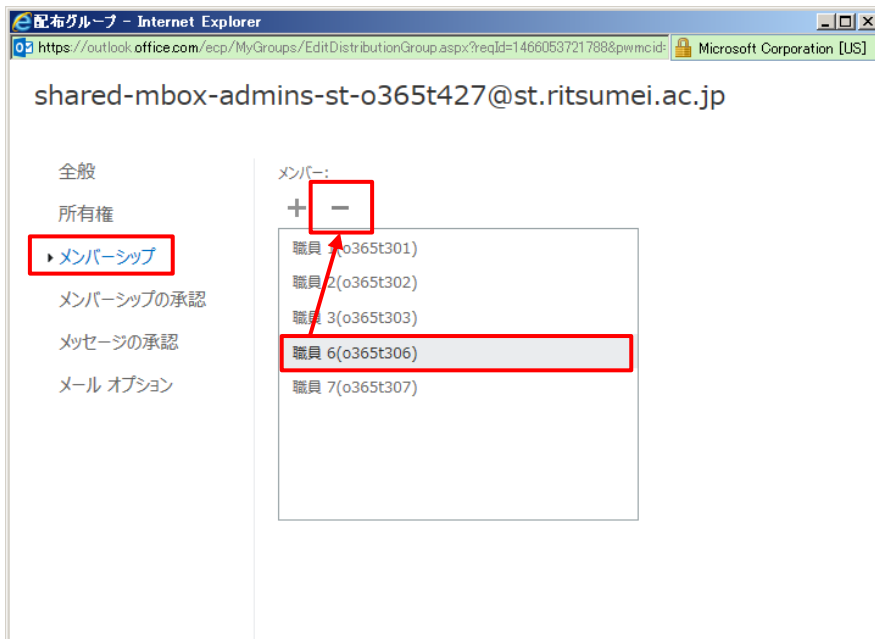 配布グループ - Internet Explorer
https://outlook.office.com/ecp/MyGroups/EditDistributionGroup.aspx?reqId=1466053721788&pwmcid=
Microsoft Corporation [US]
shared-mbox-admins-st-o365t427@st.ritsumei.ac.jp
全般
所有権
メンバーシップ
メンバーシップの承認
メッセージの承認
メール オプション
メンバー:
職員 1(o365t301)
職員 2(o365t302)
職員 3(o365t303)
職員 6(o365t306)
職員 7(o365t307)